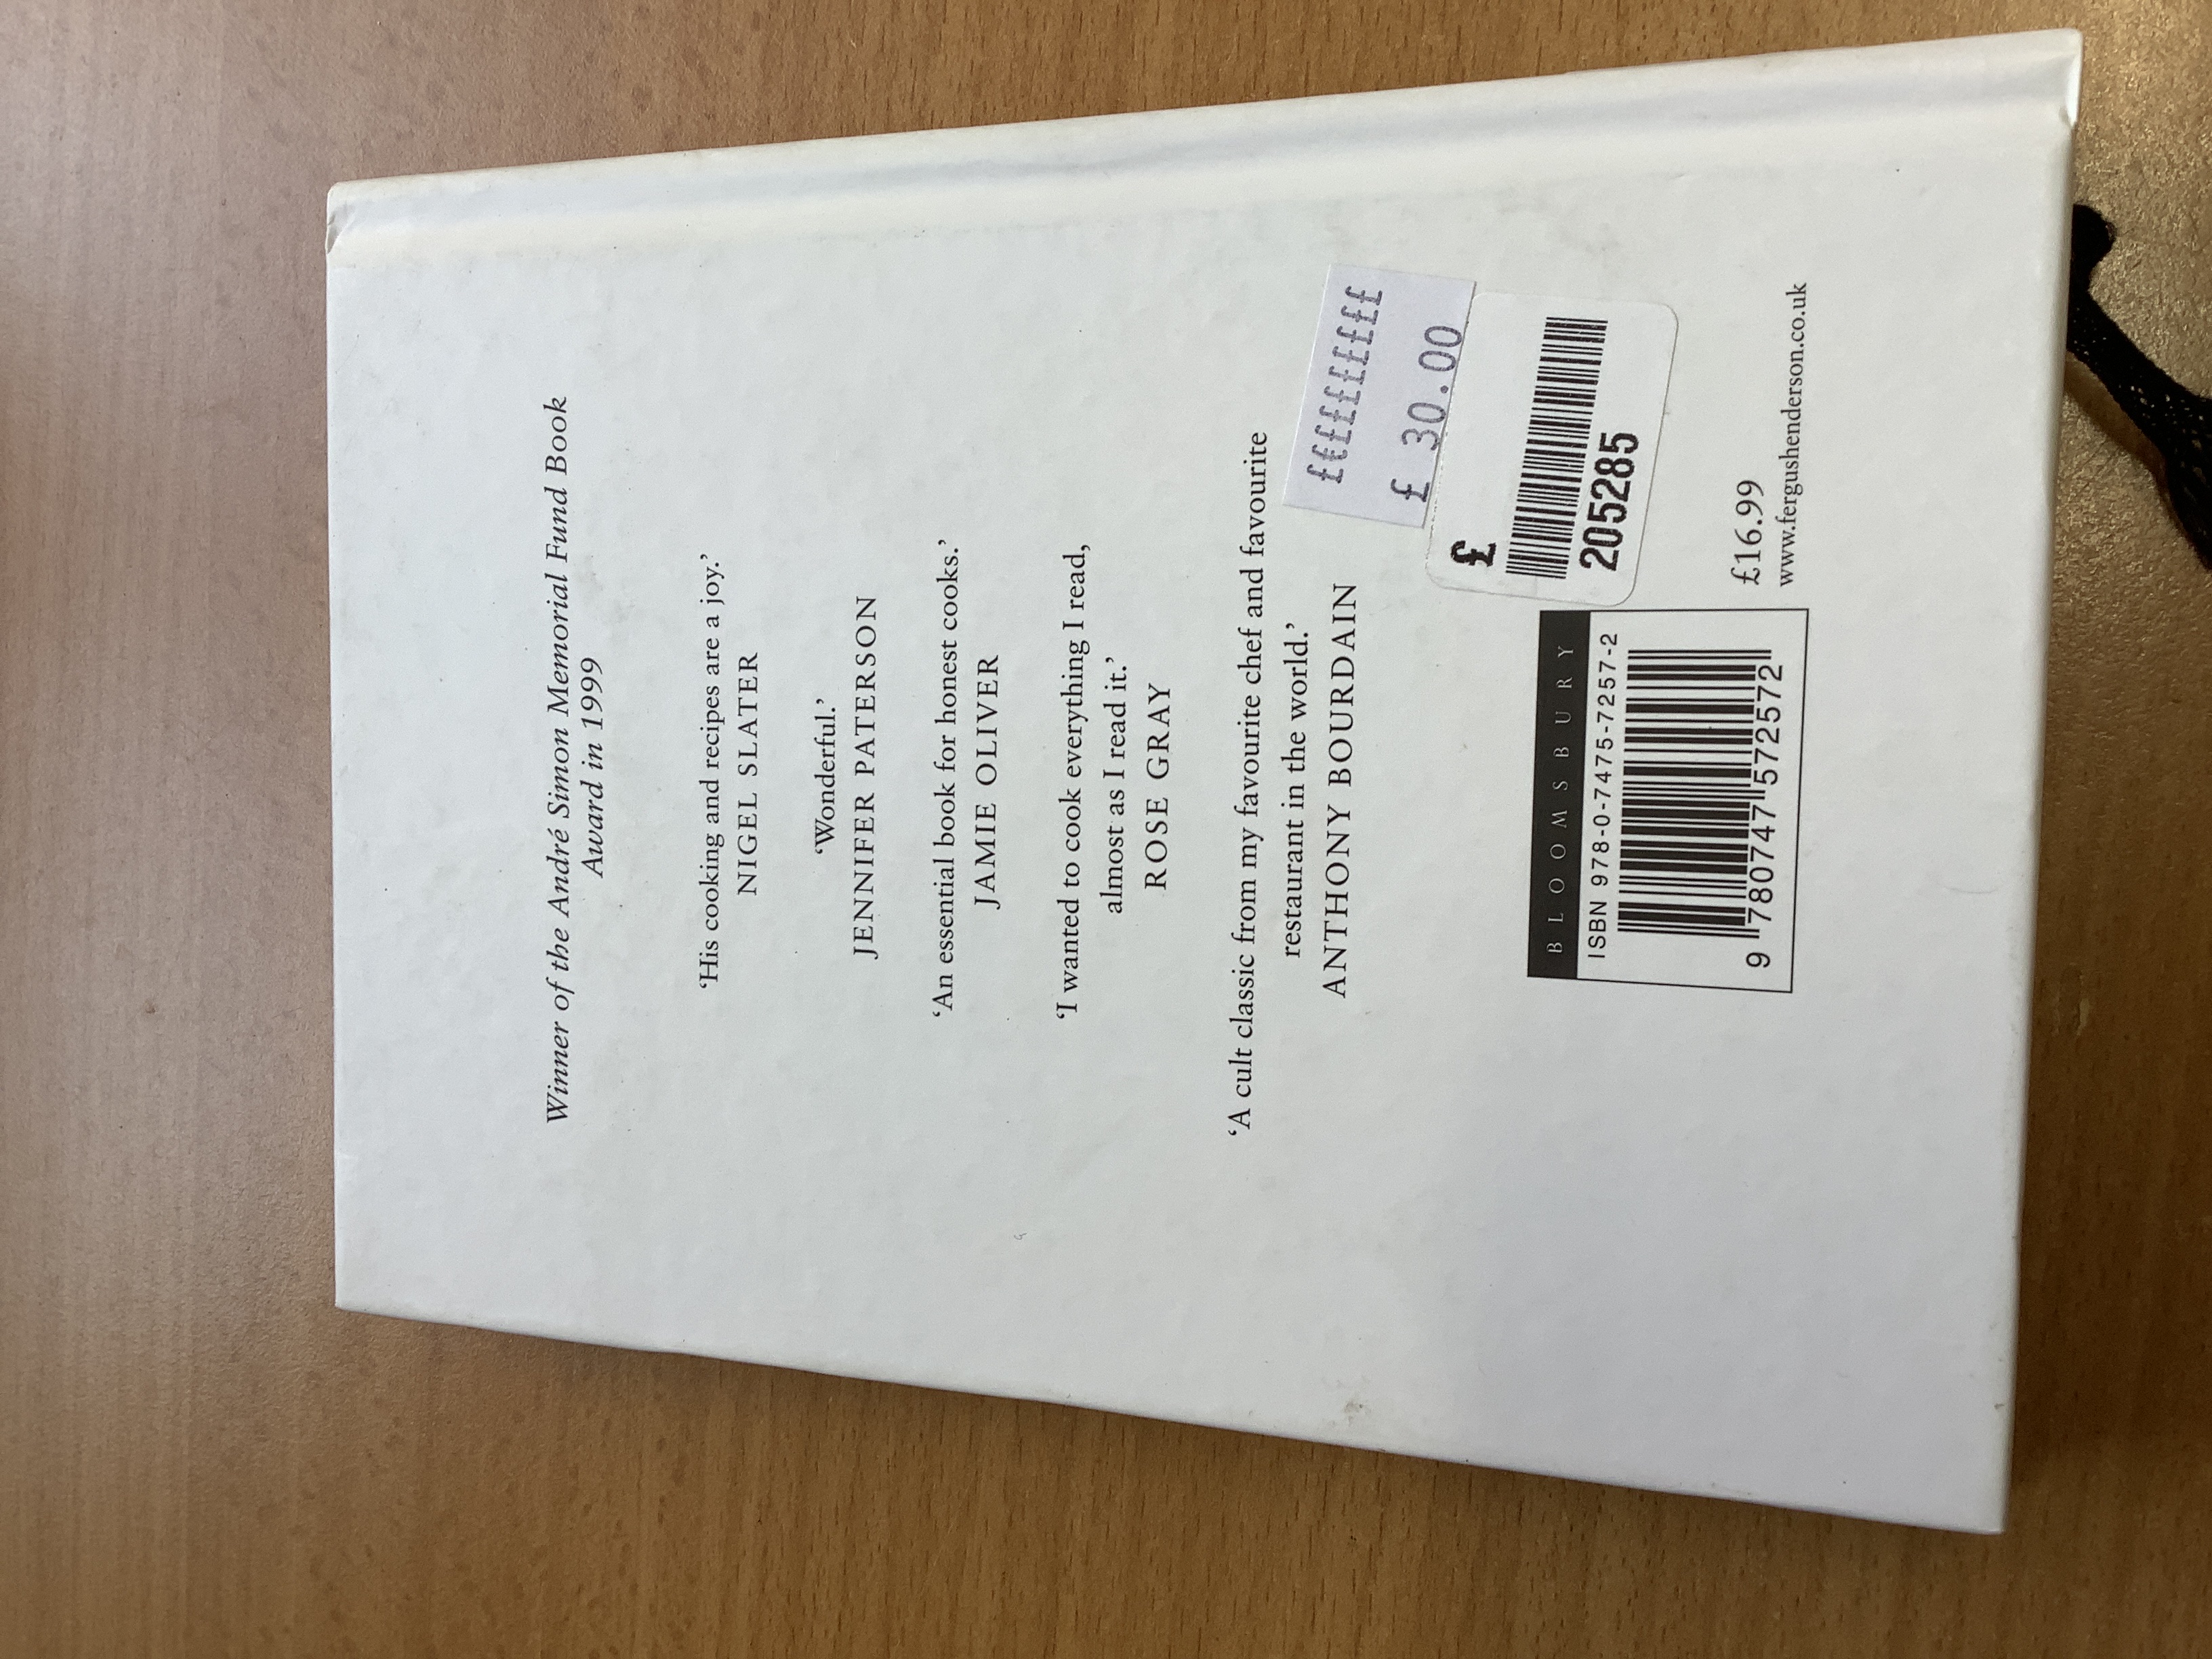 Winner of the André Simon Memorial Fund Book
Award in 1999
‘His cooking and recipes are a joy.’
NIGEL SLATER
‘Wonderful.’
JENNIFER PATERSON
‘An essential book for honest cooks.’
JAMIE OLIVER
‘I wanted to cook everything I read,
almost as I read it.’
ROSE GRAY
‘A cult classic from my favourite chef and favourite
restaurant in the world.’
ANTHONY BOURDAIN
£££££££££
£ 30.00
£
205285
BLOOMSBURY
ISBN 978-0-7475-7257-2
9 780747 572572
£16.99
www.fergushenderson.co.uk